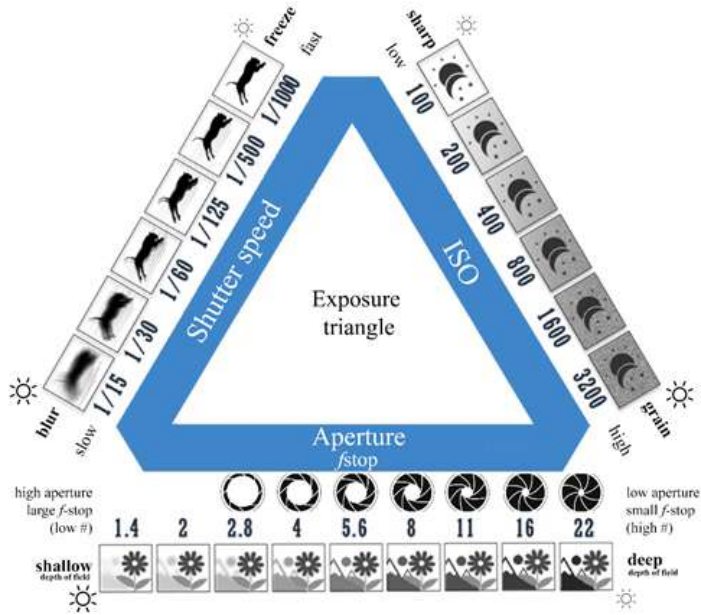 freeze
fast
1/1000
1/500
1/125
1/60
1/30
1/15
blur
slow
Shutter speed
sharp
low
100
200
400
800
1600
3200
grain
high
ISO
Exposure
triangle
Aperture
fstop
high aperture
large f-stop
(low #)
low aperture
small f-stop
(high #)
1.4 2 2.8 4 5.6 8 11 16 22
shallow
depth of field
deep
depth of field